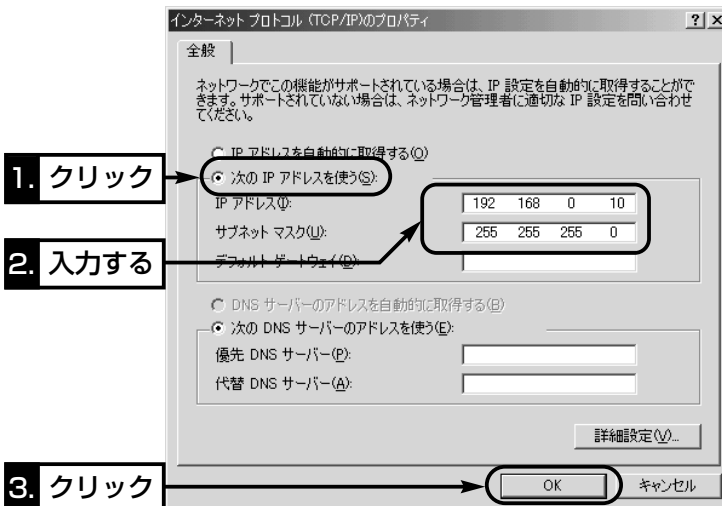 インターネット プロトコル (TCP/IP)のプロパティ
全般
ネットワークでこの機能がサポートされている場合は、IP 設定を自動的に取得することがで
きます。サポートされていない場合は、ネットワーク管理者に適切な IP 設定を問い合わせ
てください。
IP アドレスを自動的に取得する(O)
1. クリック
次の IP アドレスを使う(S):
IP アドレス(I): 192 168 0 10
サブネット マスク(U): 255 255 255 0
2. 入力する
デフォルト ゲートウェイ(D):
DNS サーバーのアドレスを自動的に取得する(B)
次の DNS サーバーのアドレスを使う(E):
優先 DNS サーバー(P):
代替 DNS サーバー(A):
詳細設定(V)...
3. クリック
OK キャンセル